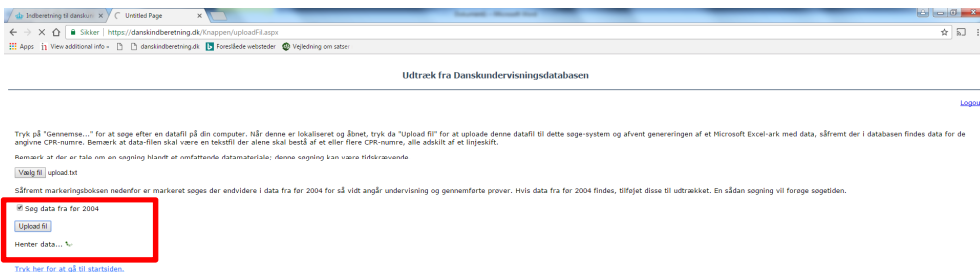 Indberetning til danskun
Untitled Page
Sikker | https://danskindberetning.dk/Knappen/uploadFil.aspx
Apps View additional info danskindberetning.dk Foreslåede websteder Vejledning om satser
Udtræk fra Danskundervisningsdatabasen
Logou
Tryk på "Gennemse..." for at søge efter en datafil på din computer. Når denne er lokaliseret og åbnet, tryk da "Upload fil" for at uploade denne datafil til dette søge-system og afvent genereringen af et Microsoft Excel-ark med data, såfremt der i databasen findes data for de
angivne CPR-numre. Bemærk at data-filen skal være en tekstfil der alene skal bestå af et eller flere CPR-numre, alle adskilt af et linjeskift.
Bemærk at der er tale om en søgning blandt et omfattende datamateriale; denne søgning kan være tidskrævende
Vælg fil upload.txt
Såfremt markeringsboksen nedenfor er markeret søges der endvidere i data fra før 2004 for så vidt angår undervisning og gennemførte prøver. Hvis data fra før 2004 findes, tilføjet disse til udtrækket. En sådan søgning vil forøge søgetiden.
Søg data fra før 2004
Upload fil
Henter data...
Tryk her for at gå til startsiden.